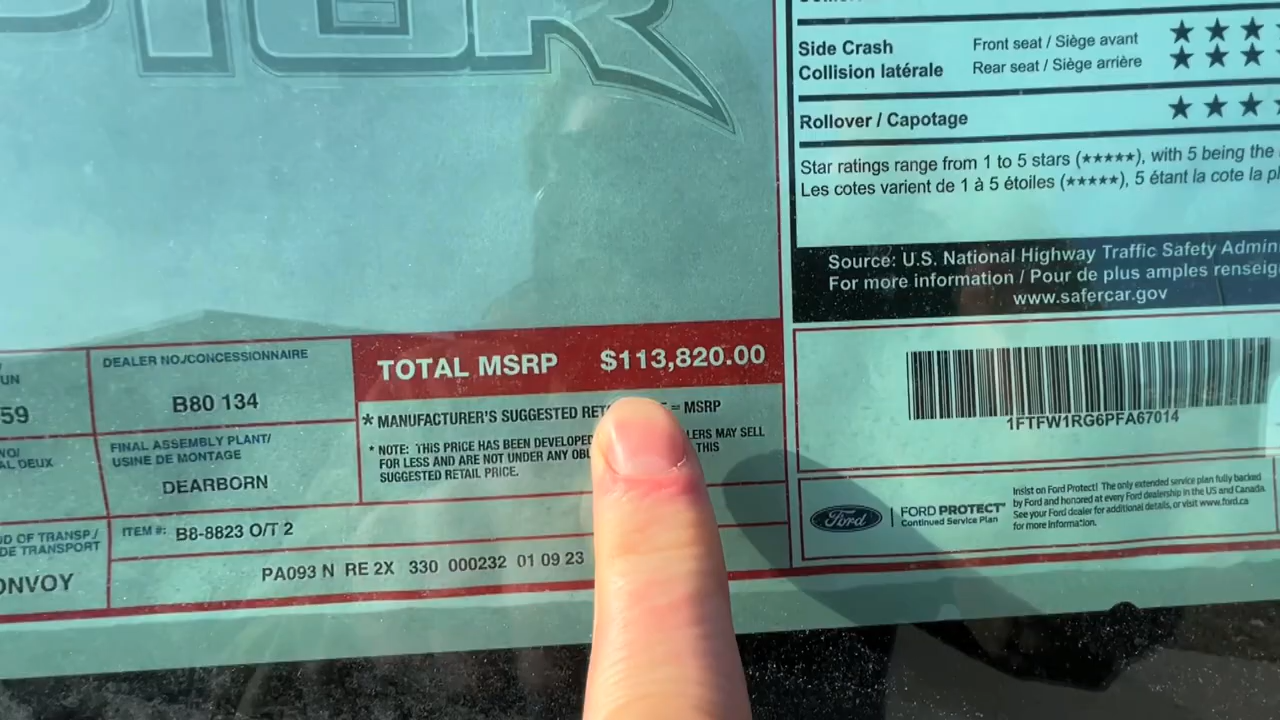 Side Crash Front seat / Siège avant ★★★
Collision latérale Rear seat / Siège arrière ★★★
Rollover / Capotage ★★★
Star ratings range from 1 to 5 stars (★★★★★), with 5 being the
Les cotes varient de 1 à 5 étoiles (★★★★★), 5 étant la cote la
Source: U.S. National Highway Traffic Safety
For more information / Pour de plus amples
www.safercar.gov
DEALER NO./CONCESSIONNAIRE
B80 134
59
FINAL ASSEMBLY PLANT/
USINE DE MONTAGE
DEARBORN
TOTAL MSRP $113,820.00
* MANUFACTURER'S SUGGESTED = MSRP
* NOTE: THIS PRICE HAS BEEN DEVELOPED MAY SELL
FOR LESS AND ARE NOT UNDER ANY THIS
SUGGESTED RETAIL PRICE.
OF TRANSP./
DE TRANSPORT
ITEM #: B8-8823 O/T 2
PA093 N RE 2X 330 000232 01 09 23
1FTFW1RG6PFA67014
Ford
FORD PROTECT
Continued Service Plan
Insist on Ford Protect! The only extended service plan fully backed
by Ford and honored at every Ford dealership in the US and Canada.
See your Ford dealer for additional details, or visit www.ford.ca
for more information.